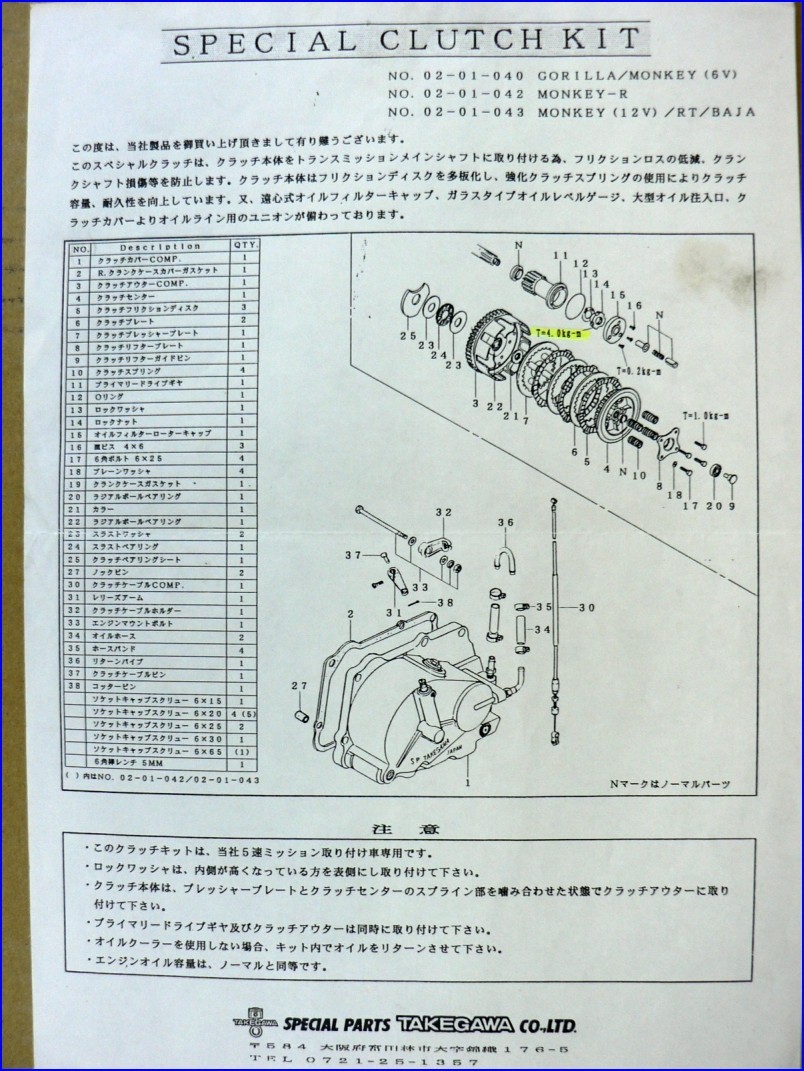 SPECIAL CLUTCH KIT
NO. 02-01-040 GORILLA/MONKEY (6V)
NO. 02-01-042 MONKEY-R
NO. 02-01-043 MONKEY (12V) /RT/BAJA
この度は、当社製品を御買い上げ頂きまして有り難うございます。
このスペシャルクラッチは、クラッチ本体をトランスミッションメインシャフトに取り付ける為、フリクションロスの低減、クラン
クシャフト損傷等を防止します。クラッチ本体はフリクションディスクを多板化し、強化クラッチスプリングの使用によりクラッチ
容量、耐久性を向上しています。又、遠心式オイルフィルターキャップ、ガラスタイプオイルレベルゲージ、大型オイル注入口、ク
ラッチカバーよりオイルライン用のユニオンが備わっております。
NO. Description QTY.
1 クラッチカバーCOMP. 1
2 R.クランクケースカバーガスケット 1
3 クラッチアウターCOMP. 1
4 クラッチセンター 1
5 クラッチフリクションディスク 3
6 クラッチプレート 2
7 クラッチプレッシャープレート 1
8 クラッチリフタープレート 1
9 クラッチリフターガイドピン 1
10 クラッチスプリング 4
11 プライマリードライブギヤ 1
12 Oリング 1
13 ロックワッシャ 1
14 ロックナット 1
15 オイルフィルターローターキャップ 1
16 皿ビス 4×6 3
17 6角ボルト 6×25 4
18 プレーンワッシャ 4
19 クランクケースガスケット 1
20 ラジアルボールベアリング 1
21 カラー 1
22 ラジアルボールベアリング 1
23 スラストワッシャ 2
24 スラストベアリング 1
25 クラッチベアリングシート 1
27 ノックピン 2
30 クラッチケーブルCOMP. 1
31 レリーズアーム 1
32 クラッチケーブルホルダー 1
33 エンジンマウントボルト 1
34 オイルホース 2
35 ホースバンド 4
36 リターンパイプ 1
37 クラッチケーブルピン 1
38 コッターピン 1
ソケットキャップスクリュー 6×15 1
ソケットキャップスクリュー 6×20 4 (5)
ソケットキャップスクリュー 6×25 2
ソケットキャップスクリュー 6×30 1
ソケットキャップスクリュー 6×65 (1)
6角棒レンチ 5MM 1
( ) 内はNO. 02-01-042/02-01-043
N
11
12
13
14
15
16
N
25
23
24
23
T=4.0kg-m
T=0.2kg-m
3
22
21
7
T=1.0kg-m
6
5
4
N
10
8
18
17
20
9
32
36
37
33
31
38
35
34
30
2
27
SP TAKEGAWA
JAPAN
1
Nマークはノーマルパーツ
注 意
・このクラッチキットは、当社5速ミッション取り付け車専用です。
・ロックワッシャは、内側が高くなっている方を表側にし取り付けて下さい。
・クラッチ本体は、プレッシャープレートとクラッチセンターのスプライン部を噛み合わせた状態でクラッチアウターに取り
付けて下さい。
・プライマリードライブギヤ及びクラッチアウターは同時に取り付けて下さい。
・オイルクーラーを使用しない場合、キット内でオイルをリターンさせて下さい。
・エンジンオイル容量は、ノーマルと同等です。
TAKEGAWA SPECIAL PARTS TAKEGAWA CO.,LTD.
〒584 大阪府富田林市大字錦織176-5
TEL 0721-25-1357